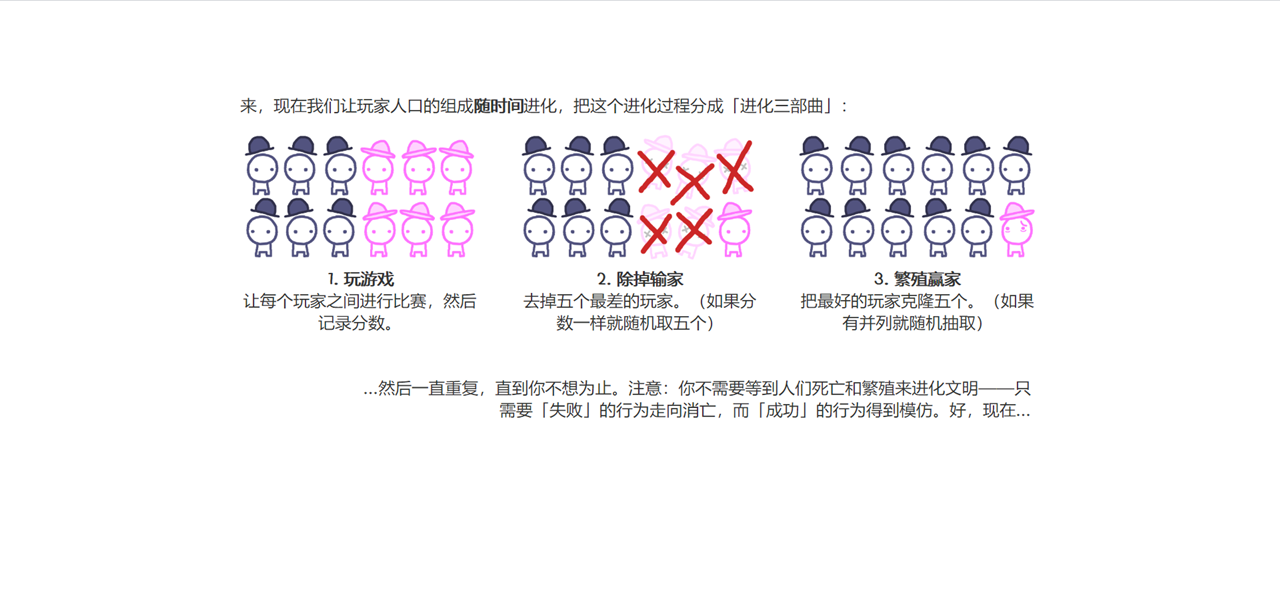 来，现在我们让玩家人口的组成随时间进化，把这个进化过程分成「进化三部曲」：
1. 玩游戏
让每个玩家之间进行比赛，然后
记录分数。
2. 除掉输家
去掉五个最差的玩家。（如果分
数一样就随机取五个）
3. 繁殖赢家
把最好的玩家克隆五个。（如果
有并列就随机抽取）
...然后一直重复，直到你不想为止。注意：你不需要等到人们死亡和繁殖来进化文明——只
需要「失败」的行为走向消亡，而「成功」的行为得到模仿。好，现在...